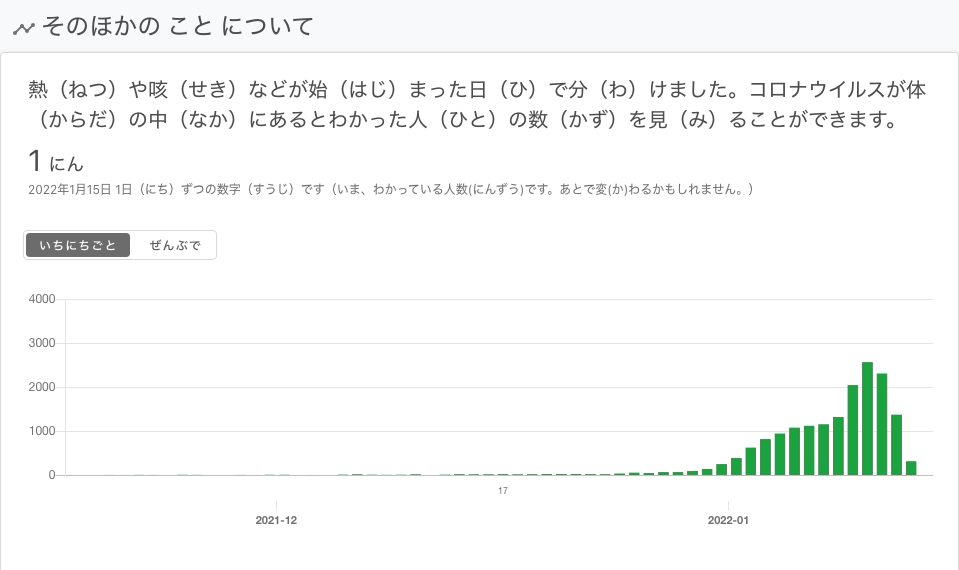 そのほかの こと について
熱（ねつ）や咳（せき）などが始（はじ）まった日（ひ）で分（わ）けました。コロナウイルスが体
（からだ）の中（なか）にあるとわかった人（ひと）の数（かず）を見（み）ることができます。
1 にん
2022年1月15日 1日（にち）ずつの数字（すうじ）です（いま、わかっている人数(にんずう)です。あとで変(か)わるかもしれません。）
いちにちごと ぜんぶで
4000
3000
2000
1000
0
17
2021-12 2022-01